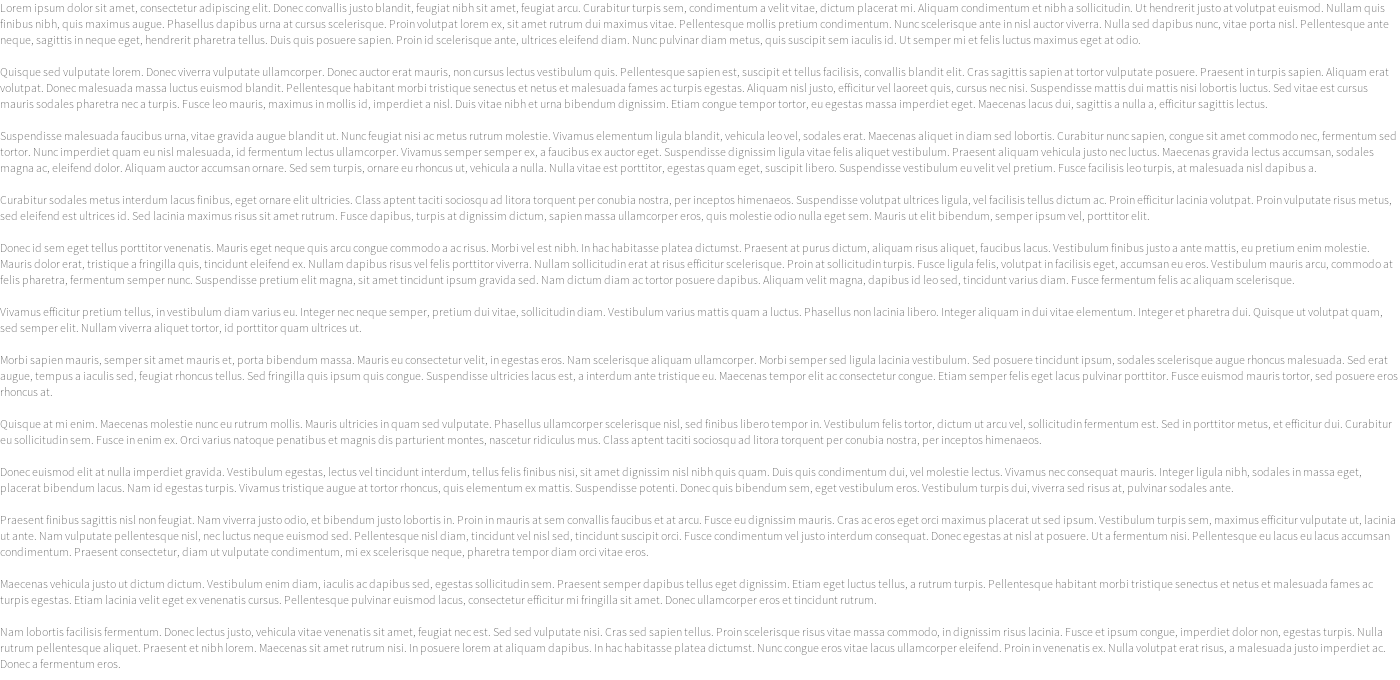 Lorem ipsum dolor sit amet, consectetur adipiscing elit. Donec convallis justo blandit, feugiat nibh sit amet, feugiat arcu. Curabitur turpis sem, condimentum a velit vitae, dictum placerat mi. Aliquam condimentum et nibh a sollicitudin. Ut hendrerit justo at volutpat euismod. Nullam quis
finibus nibh, quis maximus augue. Phasellus dapibus urna at cursus scelerisque. Proin volutpat lorem ex, sit amet rutrum dui maximus vitae. Pellentesque mollis pretium condimentum. Nunc scelerisque ante in nisl auctor viverra. Nulla sed dapibus nunc, vitae porta nisl. Pellentesque ante
neque, sagittis in neque eget, hendrerit pharetra tellus. Duis quis posuere sapien. Proin id scelerisque ante, ultrices eleifend diam. Nunc pulvinar diam metus, quis suscipit sem iaculis id. Ut semper mi et felis luctus maximus eget at odio.
Quisque sed vulputate lorem. Donec viverra vulputate ullamcorper. Donec auctor erat mauris, non cursus lectus vestibulum quis. Pellentesque sapien est, suscipit et tellus facilisis, convallis blandit elit. Cras sagittis sapien at tortor vulputate posuere. Praesent in turpis sapien. Aliquam erat
volutpat. Donec malesuada massa luctus euismod blandit. Pellentesque habitant morbi tristique senectus et netus et malesuada fames ac turpis egestas. Aliquam nisl justo, efficitur vel laoreet quis, cursus nec nisi. Suspendisse mattis dui mattis nisi lobortis luctus. Sed vitae est cursus
mauris sodales pharetra nec a turpis. Fusce leo mauris, maximus in mollis id, imperdiet a nisl. Duis vitae nibh et urna bibendum dignissim. Etiam congue tempor tortor, eu egestas massa imperdiet eget. Maecenas lacus dui, sagittis a nulla a, efficitur sagittis lectus.
Suspendisse malesuada faucibus urna, vitae gravida augue blandit ut. Nunc feugiat nisi ac metus rutrum molestie. Vivamus elementum ligula blandit, vehicula leo vel, sodales erat. Maecenas aliquet in diam sed lobortis. Curabitur nunc sapien, congue sit amet commodo nec, fermentum sed
tortor. Nunc imperdiet quam eu nisl malesuada, id fermentum lectus ullamcorper. Vivamus semper semper ex, a faucibus ex auctor eget. Suspendisse dignissim ligula vitae felis aliquet vestibulum. Praesent aliquam vehicula justo nec luctus. Maecenas gravida lectus accumsan, sodales
magna ac, eleifend dolor. Aliquam auctor accumsan ornare. Sed sem turpis, ornare eu rhoncus ut, vehicula a nulla. Nulla vitae est porttitor, egestas quam eget, suscipit libero. Suspendisse vestibulum eu velit vel pretium. Fusce facilisis leo turpis, at malesuada nisl dapibus a.
Curabitur sodales metus interdum lacus finibus, eget ornare elit ultricies. Class aptent taciti sociosqu ad litora torquent per conubia nostra, per inceptos himenaeos. Suspendisse volutpat ultrices ligula, vel facilisis tellus dictum ac. Proin efficitur lacinia volutpat. Proin vulputate risus metus,
sed eleifend est ultrices id. Sed lacinia maximus risus sit amet rutrum. Fusce dapibus, turpis at dignissim dictum, sapien massa ullamcorper eros, quis molestie odio nulla eget sem. Mauris ut elit bibendum, semper ipsum vel, porttitor elit.
Donec id sem eget tellus porttitor venenatis. Mauris eget neque quis arcu congue commodo a ac risus. Morbi vel est nibh. In hac habitasse platea dictumst. Praesent at purus dictum, aliquam risus aliquet, faucibus lacus. Vestibulum finibus justo a ante mattis, eu pretium enim molestie.
Mauris dolor erat, tristique a fringilla quis, tincidunt eleifend ex. Nullam dapibus risus vel felis porttitor viverra. Nullam sollicitudin erat at risus efficitur scelerisque. Proin at sollicitudin turpis. Fusce ligula felis, volutpat in facilisis eget, accumsan eu eros. Vestibulum mauris arcu, commodo at
felis pharetra, fermentum semper nunc. Suspendisse pretium elit magna, sit amet tincidunt ipsum gravida sed. Nam dictum diam ac tortor posuere dapibus. Aliquam velit magna, dapibus id leo sed, tincidunt varius diam. Fusce fermentum felis ac aliquam scelerisque.
Vivamus efficitur pretium tellus, in vestibulum diam varius eu. Integer nec neque semper, pretium dui vitae, sollicitudin diam. Vestibulum varius mattis quam a luctus. Phasellus non lacinia libero. Integer aliquam in dui vitae elementum. Integer et pharetra dui. Quisque ut volutpat quam,
sed semper elit. Nullam viverra aliquet tortor, id porttitor quam ultrices ut.
Morbi sapien mauris, semper sit amet mauris et, porta bibendum massa. Mauris eu consectetur velit, in egestas eros. Nam scelerisque aliquam ullamcorper. Morbi semper sed ligula lacinia vestibulum. Sed posuere tincidunt ipsum, sodales scelerisque augue rhoncus malesuada. Sed erat
augue, tempus a iaculis sed, feugiat rhoncus tellus. Sed fringilla quis ipsum quis congue. Suspendisse ultricies lacus est, a interdum ante tristique eu. Maecenas tempor elit ac consectetur congue. Etiam semper felis eget lacus pulvinar porttitor. Fusce euismod mauris tortor, sed posuere eros
rhoncus at.
Quisque at mi enim. Maecenas molestie nunc eu rutrum mollis. Mauris ultricies in quam sed vulputate. Phasellus ullamcorper scelerisque nisl, sed finibus libero tempor in. Vestibulum felis tortor, dictum ut arcu vel, sollicitudin fermentum est. Sed in porttitor metus, et efficitur dui. Curabitur
eu sollicitudin sem. Fusce in enim ex. Orci varius natoque penatibus et magnis dis parturient montes, nascetur ridiculus mus. Class aptent taciti sociosqu ad litora torquent per conubia nostra, per inceptos himenaeos.
Donec euismod elit at nulla imperdiet gravida. Vestibulum egestas, lectus vel tincidunt interdum, tellus felis finibus nisi, sit amet dignissim nisl nibh quis quam. Duis quis condimentum dui, vel molestie lectus. Vivamus nec consequat mauris. Integer ligula nibh, sodales in massa eget,
placerat bibendum lacus. Nam id egestas turpis. Vivamus tristique augue at tortor rhoncus, quis elementum ex mattis. Suspendisse potenti. Donec quis bibendum sem, eget vestibulum eros. Vestibulum turpis dui, viverra sed risus at, pulvinar sodales ante.
Praesent finibus sagittis nisl non feugiat. Nam viverra justo odio, et bibendum justo lobortis in. Proin in mauris at sem convallis faucibus et at arcu. Fusce eu dignissim mauris. Cras ac eros eget orci maximus placerat ut sed ipsum. Vestibulum turpis sem, maximus efficitur vulputate ut, lacinia
ut ante. Nam vulputate pellentesque nisl, nec luctus neque euismod sed. Pellentesque nisl diam, tincidunt vel nisl sed, tincidunt suscipit orci. Fusce condimentum vel justo interdum consequat. Donec egestas at nisl at posuere. Ut a fermentum nisi. Pellentesque eu lacus eu lacus accumsan
condimentum. Praesent consectetur, diam ut vulputate condimentum, mi ex scelerisque neque, pharetra tempor diam orci vitae eros.
Maecenas vehicula justo ut dictum dictum. Vestibulum enim diam, iaculis ac dapibus sed, egestas sollicitudin sem. Praesent semper dapibus tellus eget dignissim. Etiam eget luctus tellus, a rutrum turpis. Pellentesque habitant morbi tristique senectus et netus et malesuada fames ac
turpis egestas. Etiam lacinia velit eget ex venenatis cursus. Pellentesque pulvinar euismod lacus, consectetur efficitur mi fringilla sit amet. Donec ullamcorper eros et tincidunt rutrum.
Nam lobortis facilisis fermentum. Donec lectus justo, vehicula vitae venenatis sit amet, feugiat nec est. Sed sed vulputate nisi. Cras sed sapien tellus. Proin scelerisque risus vitae massa commodo, in dignissim risus lacinia. Fusce et ipsum congue, imperdiet dolor non, egestas turpis. Nulla
rutrum pellentesque aliquet. Praesent et nibh lorem. Maecenas sit amet rutrum nisi. In posuere lorem at aliquam dapibus. In hac habitasse platea dictumst. Nunc congue eros vitae lacus ullamcorper eleifend. Proin in venenatis ex. Nulla volutpat erat risus, a malesuada justo imperdiet ac.
Donec a fermentum eros.